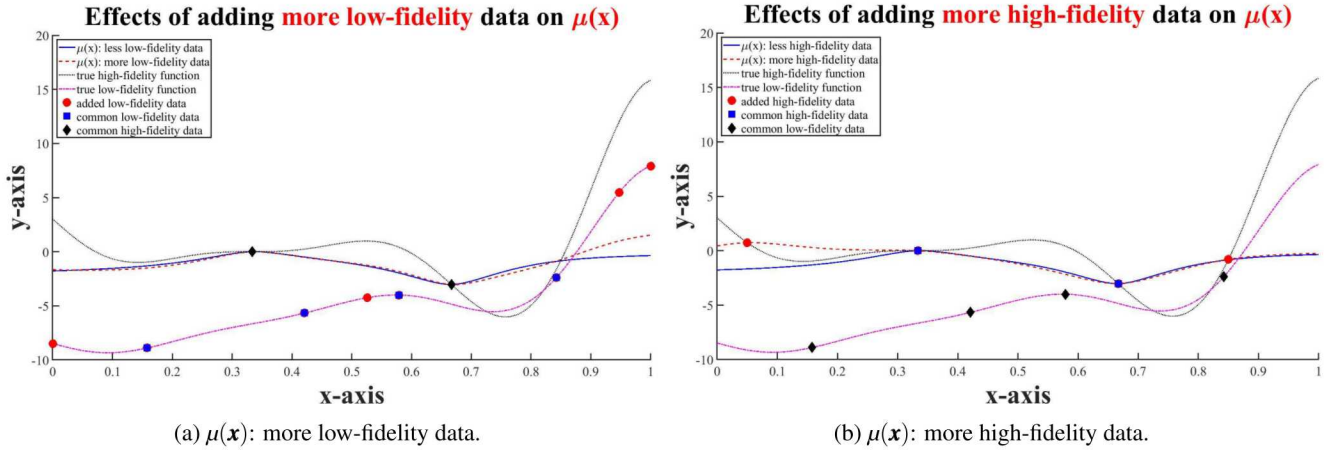 Effects of adding more low-fidelity data on μ(x)
20
15
10
5
0
-5
-10
y-axis
μ(x): less low-fidelity data
μ(x): more low-fidelity data
true high-fidelity function
true low-fidelity function
added low-fidelity data
common low-fidelity data
common high-fidelity data
0 0.1 0.2 0.3 0.4 0.5 0.6 0.7 0.8 0.9 1
x-axis
(a) μ(x): more low-fidelity data.
Effects of adding more high-fidelity data on μ(x)
20
15
10
5
0
-5
-10
y-axis
μ(x): less high-fidelity data
μ(x): more high-fidelity data
true high-fidelity function
true low-fidelity function
added high-fidelity data
common high-fidelity data
common low-fidelity data
0 0.1 0.2 0.3 0.4 0.5 0.6 0.7 0.8 0.9 1
x-axis
(b) μ(x): more high-fidelity data.